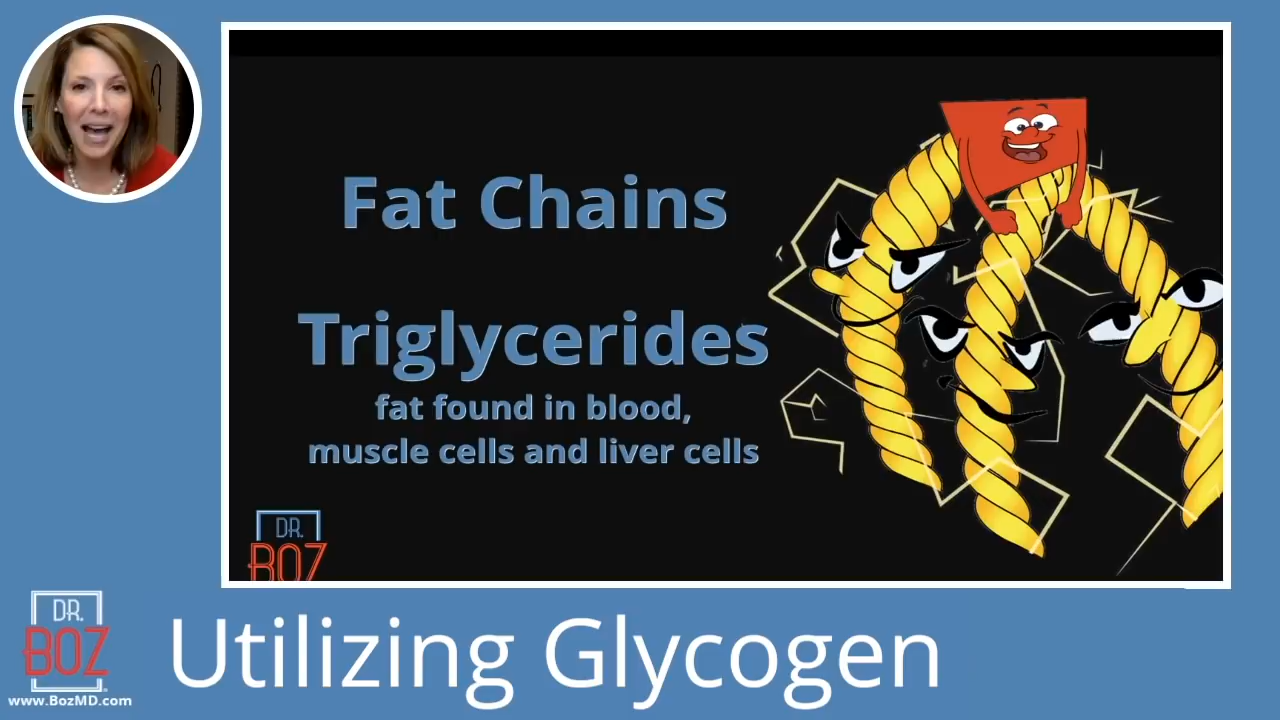 Fat Chains
Triglycerides
fat found in blood,
muscle cells and liver cells
DR.
BOZ
DR.
BOZ
www.BozMD.com
Utilizing Glycogen